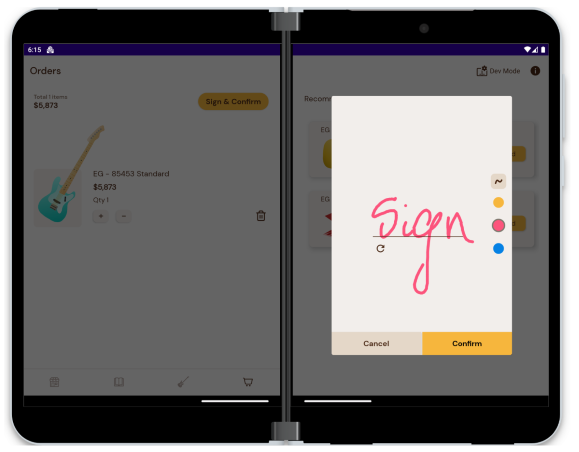 6:15
Orders
Dev Mode
Total 1 Items
$5,873
Sign & Confirm
EG - 85453 Standard
$5,873
Qty 1
+
-
Recomm
EG
EG
Sign
Cancel
Confirm